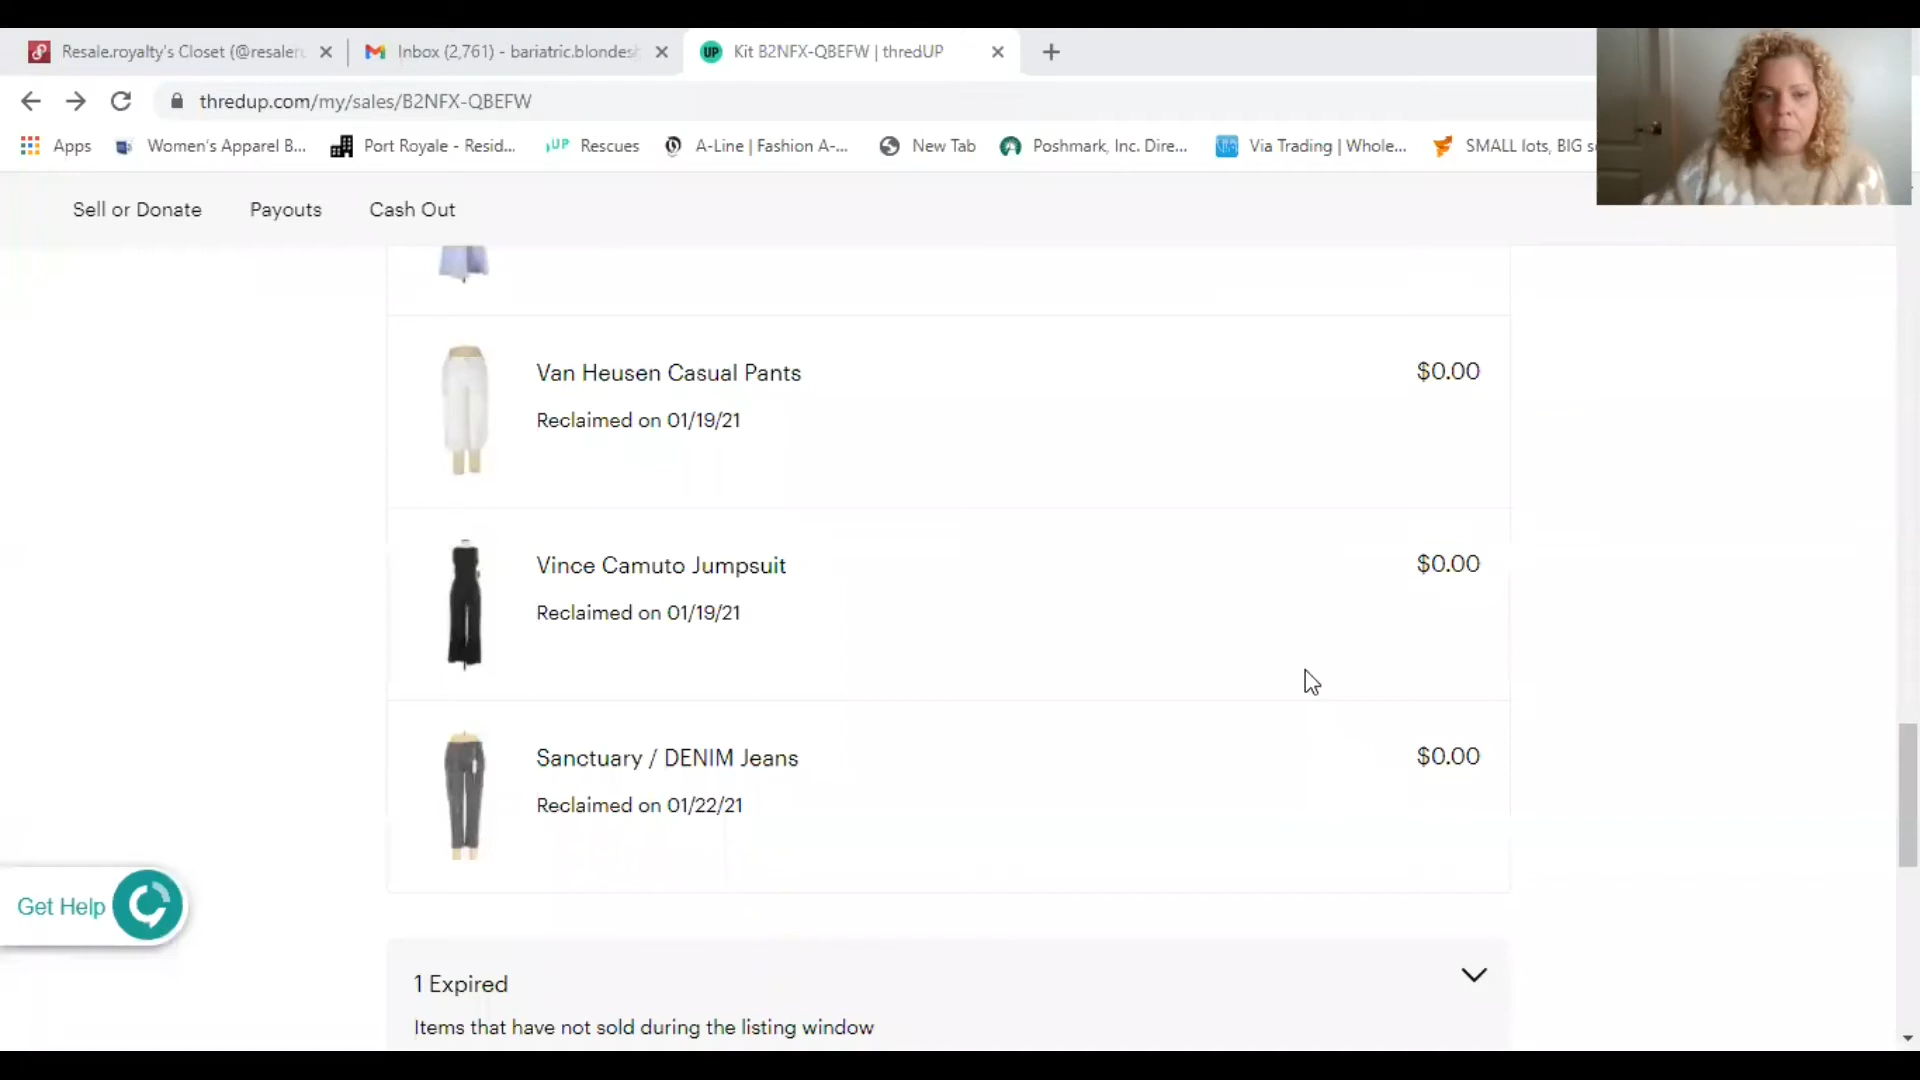 Resale.royalty's Closet (@resaler
Inbox (2,761) - bariatric.blondesh
UP
Kit B2NFX-QBEFW | thredUP
thredup.com/my/sales/B2NFX-QBEFW
Apps
Women's Apparel B...
Port Royale - Resid...
UP Rescues
A-Line | Fashion A-...
New Tab
Poshmark, Inc. Dire...
Via Trading | Whole...
SMALL lots, BIG s
Sell or Donate
Payouts
Cash Out
Van Heusen Casual Pants
$0.00
Reclaimed on 01/19/21
Vince Camuto Jumpsuit
$0.00
Reclaimed on 01/19/21
Sanctuary / DENIM Jeans
$0.00
Reclaimed on 01/22/21
Get Help
1 Expired
Items that have not sold during the listing window